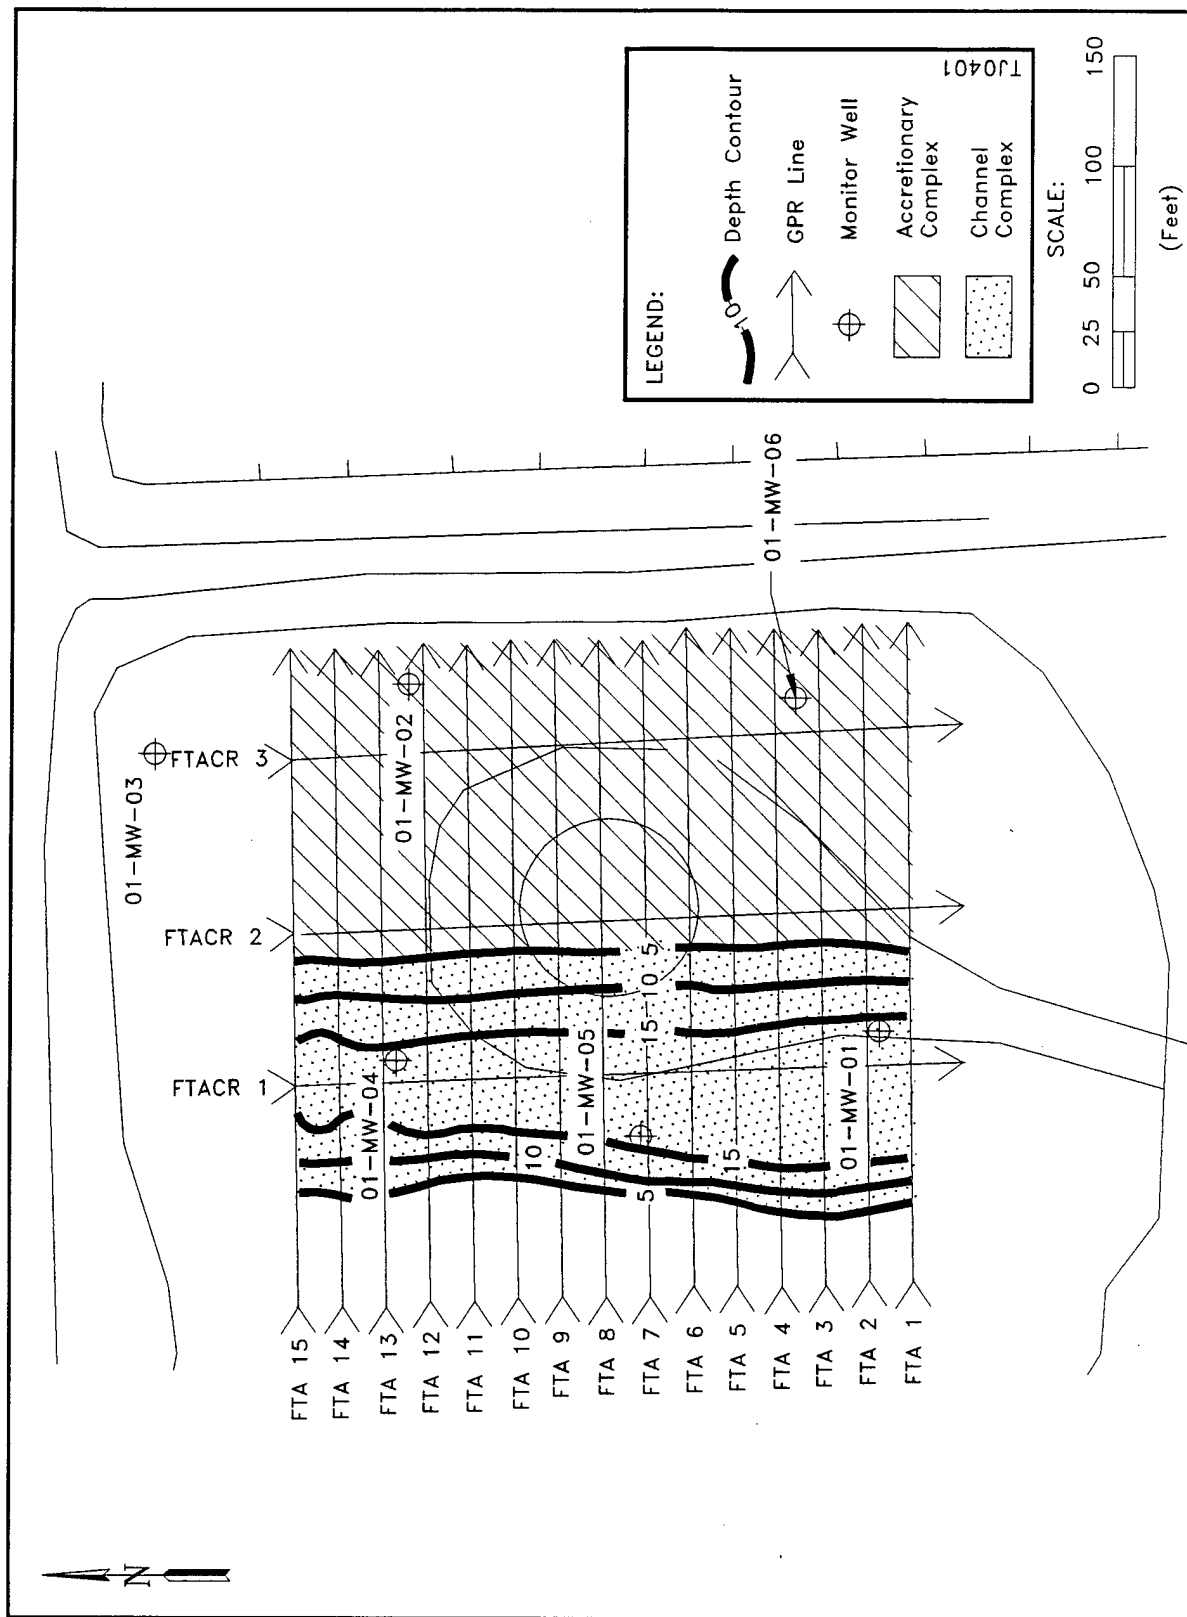 N
FTA 15
FTA 14
FTA 13
FTA 12
FTA 11
FTA 10
FTA 9
FTA 8
FTA 7
FTA 6
FTA 5
FTA 4
FTA 3
FTA 2
FTA 1
FTACR 1
FTACR 2
FTACR 3
01-MW-03
01-MW-04
01-MW-02
01-MW-05
01-MW-01
01-MW-06
5
10
15
15
10
5
LEGEND:
10
Depth Contour
GPR Line
Monitor Well
Accretionary
Complex
Channel
Complex
TJ0401
SCALE:
0 25 50 100 150
(Feet)